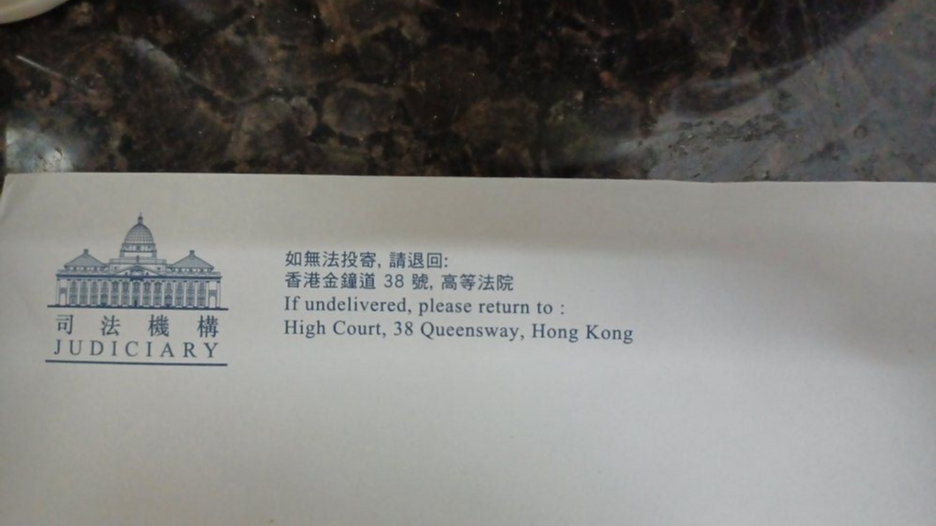 司法機構
JUDICIARY
如無法投寄, 請退回:
香港金鐘道 38 號, 高等法院
If undelivered, please return to :
High Court, 38 Queensway, Hong Kong